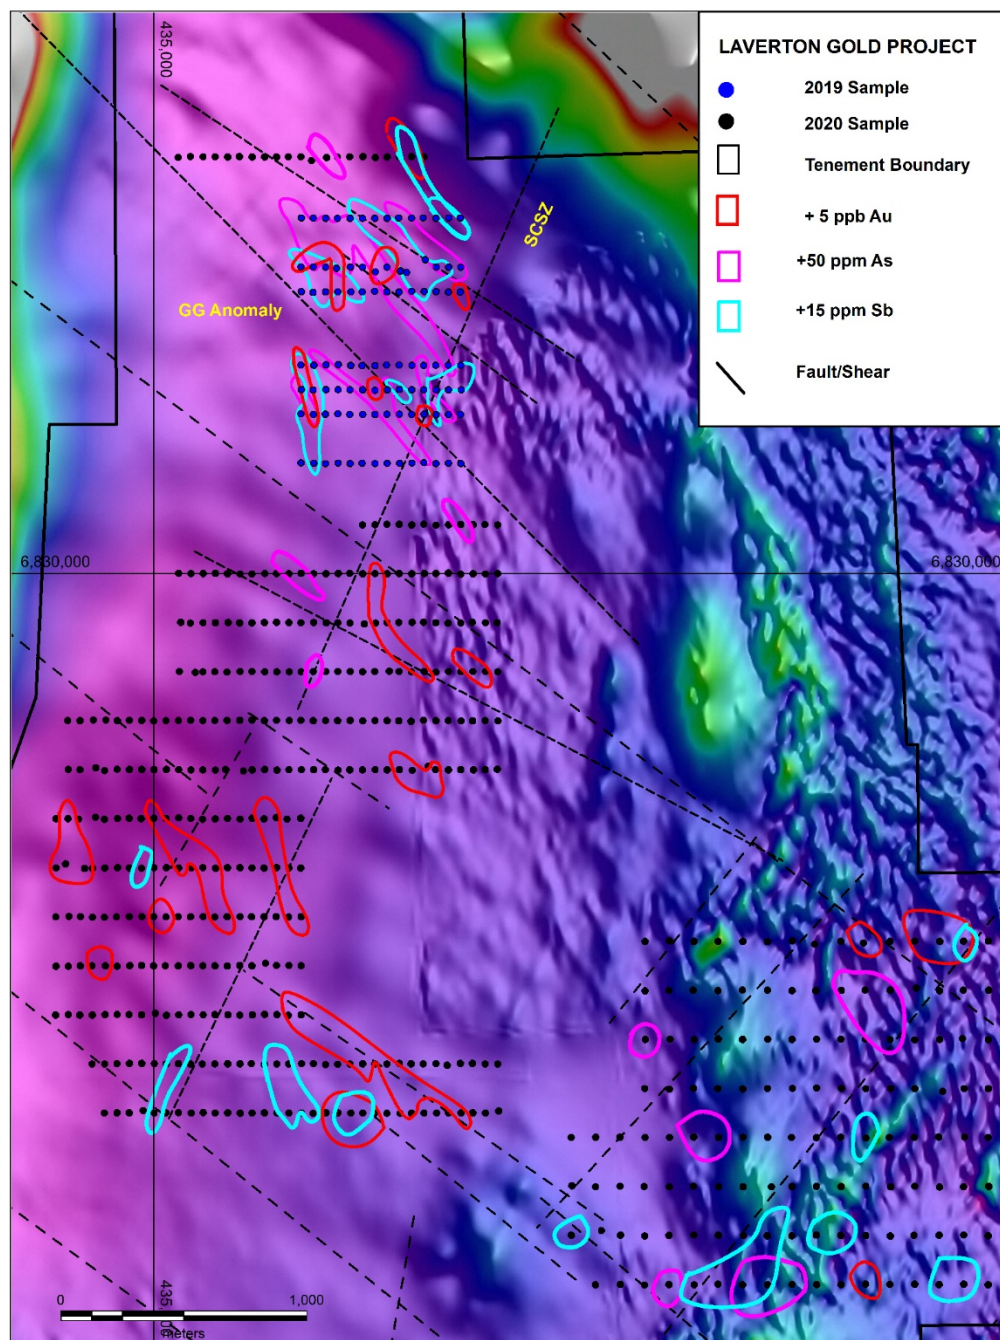 LAVERTON GOLD PROJECT
2019 Sample
2020 Sample
Tenement Boundary
+ 5 ppb Au
+50 ppm As
+15 ppm Sb
Fault/Shear
435,000
SCSZ
GG Anomaly
6,830,000
6,830,000
0
1,000
meters